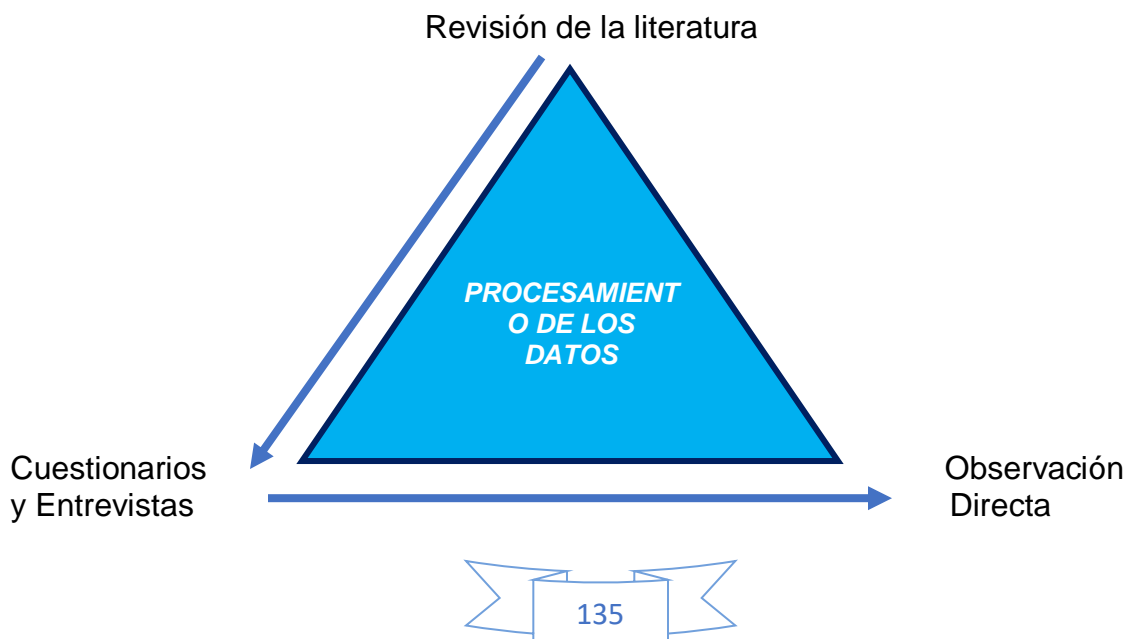 Revisión de la literatura
PROCESAMIENT
O DE LOS
DATOS
Cuestionarios
y Entrevistas
Observación
Directa
135